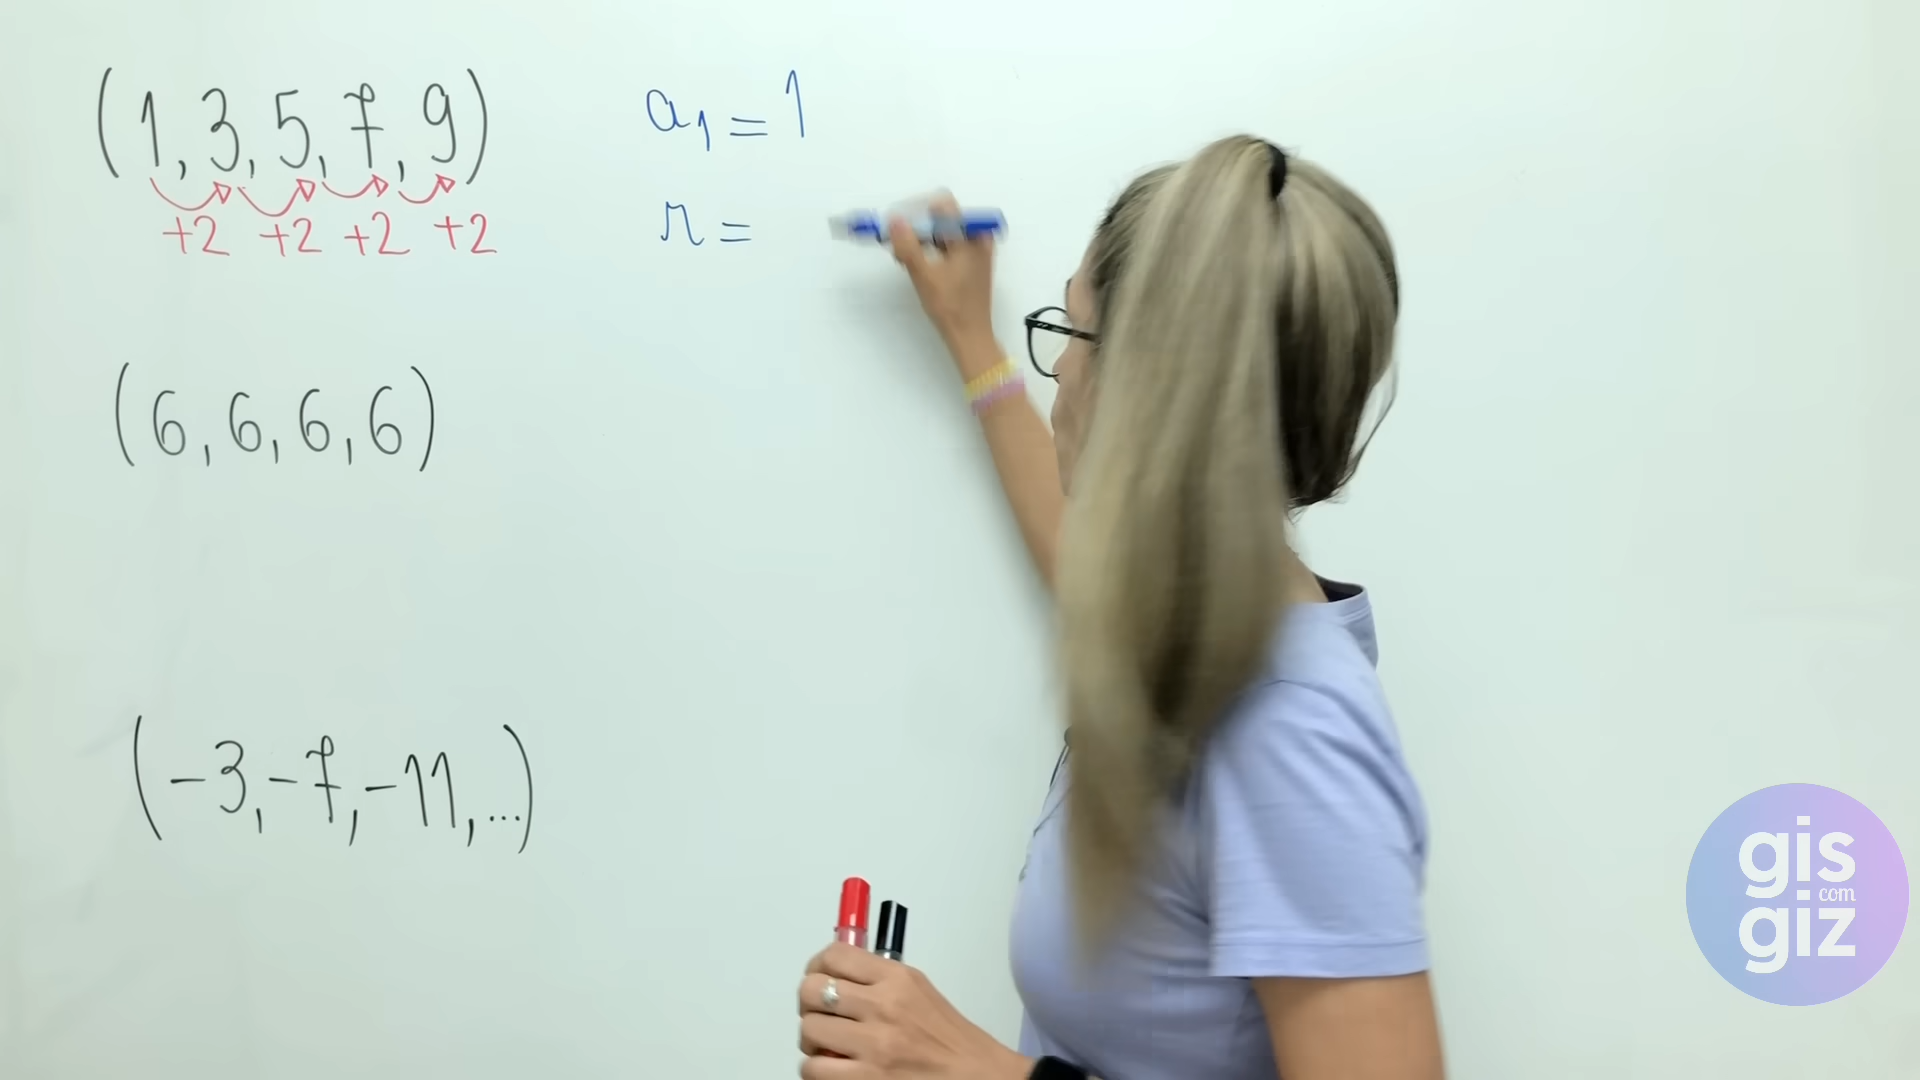 (1, 3, 5, 7, 9) a₁ = 1
+2 +2 +2 +2 r =
(6, 6, 6, 6)
(-3, -7, -11, ...)
gis
com
giz